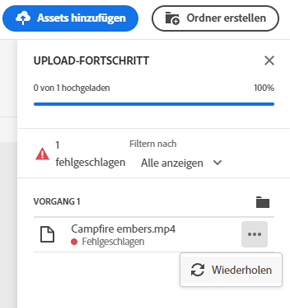 Assets hinzufügen
Ordner erstellen
UPLOAD-FORTSCHRITT
0 von 1 hochgeladen 100%
1 fehlgeschlagen
Filtern nach
Alle anzeigen
VORGANG 1
Campfire embers.mp4
Fehlgeschlagen
Wiederholen